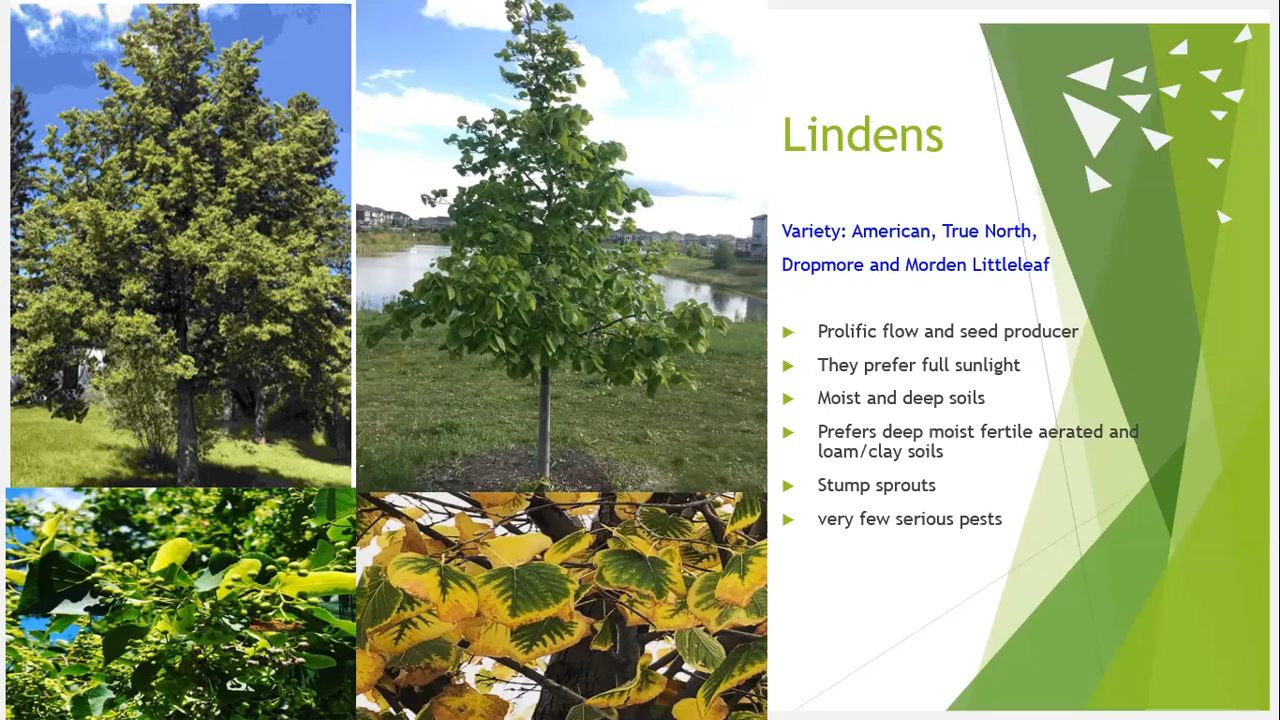 Lindens
Variety: American, True North,
Dropmore and Morden Littleleaf
Prolific flow and seed producer
They prefer full sunlight
Moist and deep soils
Prefers deep moist fertile aerated and
loam/clay soils
Stump sprouts
very few serious pests